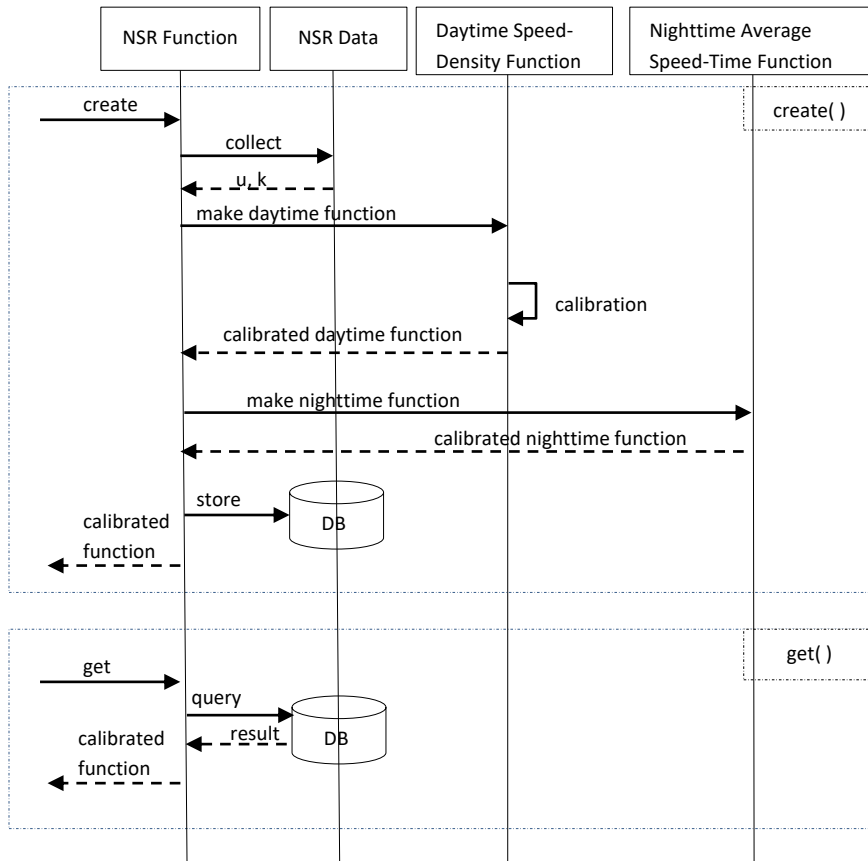 NSR Function
NSR Data
Daytime Speed-
Density Function
Nighttime Average
Speed-Time Function
create
create( )
collect
u, k
make daytime function
calibration
calibrated daytime function
make nighttime function
calibrated nighttime function
store
DB
calibrated
function
get
get( )
query
result
DB
calibrated
function